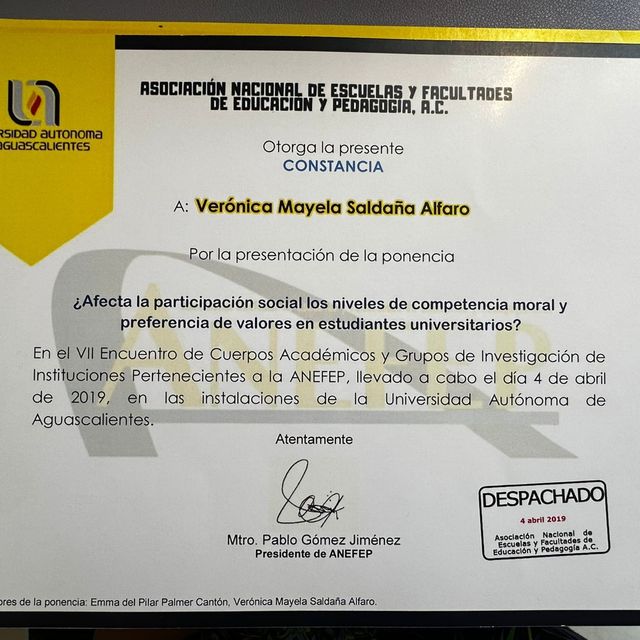 ASOCIACIÓN NACIONAL DE ESCUELAS Y FACULTADES
DE EDUCACIÓN Y PEDAGOGIA, A.C.
RSIDAD AUTONOMA
AGUASCALIENTES
Otorga la presente
CONSTANCIA
A: Verónica Mayela Saldaña Alfaro
Por la presentación de la ponencia
¿Afecta la participación social los niveles de competencia moral y
preferencia de valores en estudiantes universitarios?
En el VII Encuentro de Cuerpos Académicos y Grupos de Investigación de
Instituciones Pertenecientes a la ANEFEP, llevado a cabo el día 4 de abril
de 2019, en las instalaciones de la Universidad Autónoma de
Aguascalientes.
ANEFEP
Atentamente
Mtro. Pablo Gómez Jiménez
Presidente de ANEFEP
DESPACHADO
4 abril 2019
Asociación Nacional de
Escuelas y Facultades de
Educación y Pedagogía A.C.
ores de la ponencia: Emma del Pilar Palmer Cantón, Verónica Mayela Saldaña Alfaro.